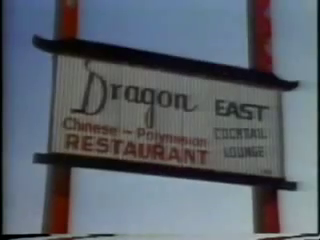 Dragon EAST
Chinese - Polynesian
RESTAURANT
COCKTAIL
LOUNGE